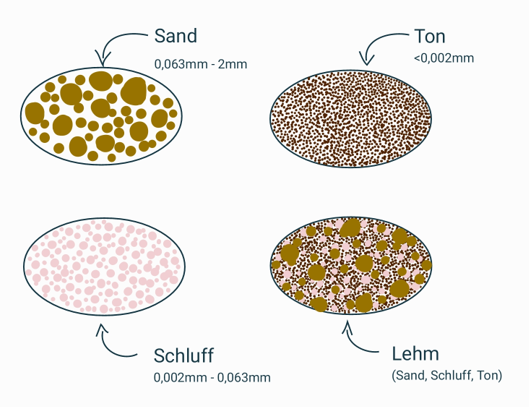 Sand
0,063mm - 2mm
Ton
<0,002mm
Schluff
0,002mm - 0,063mm
Lehm
(Sand, Schluff, Ton)